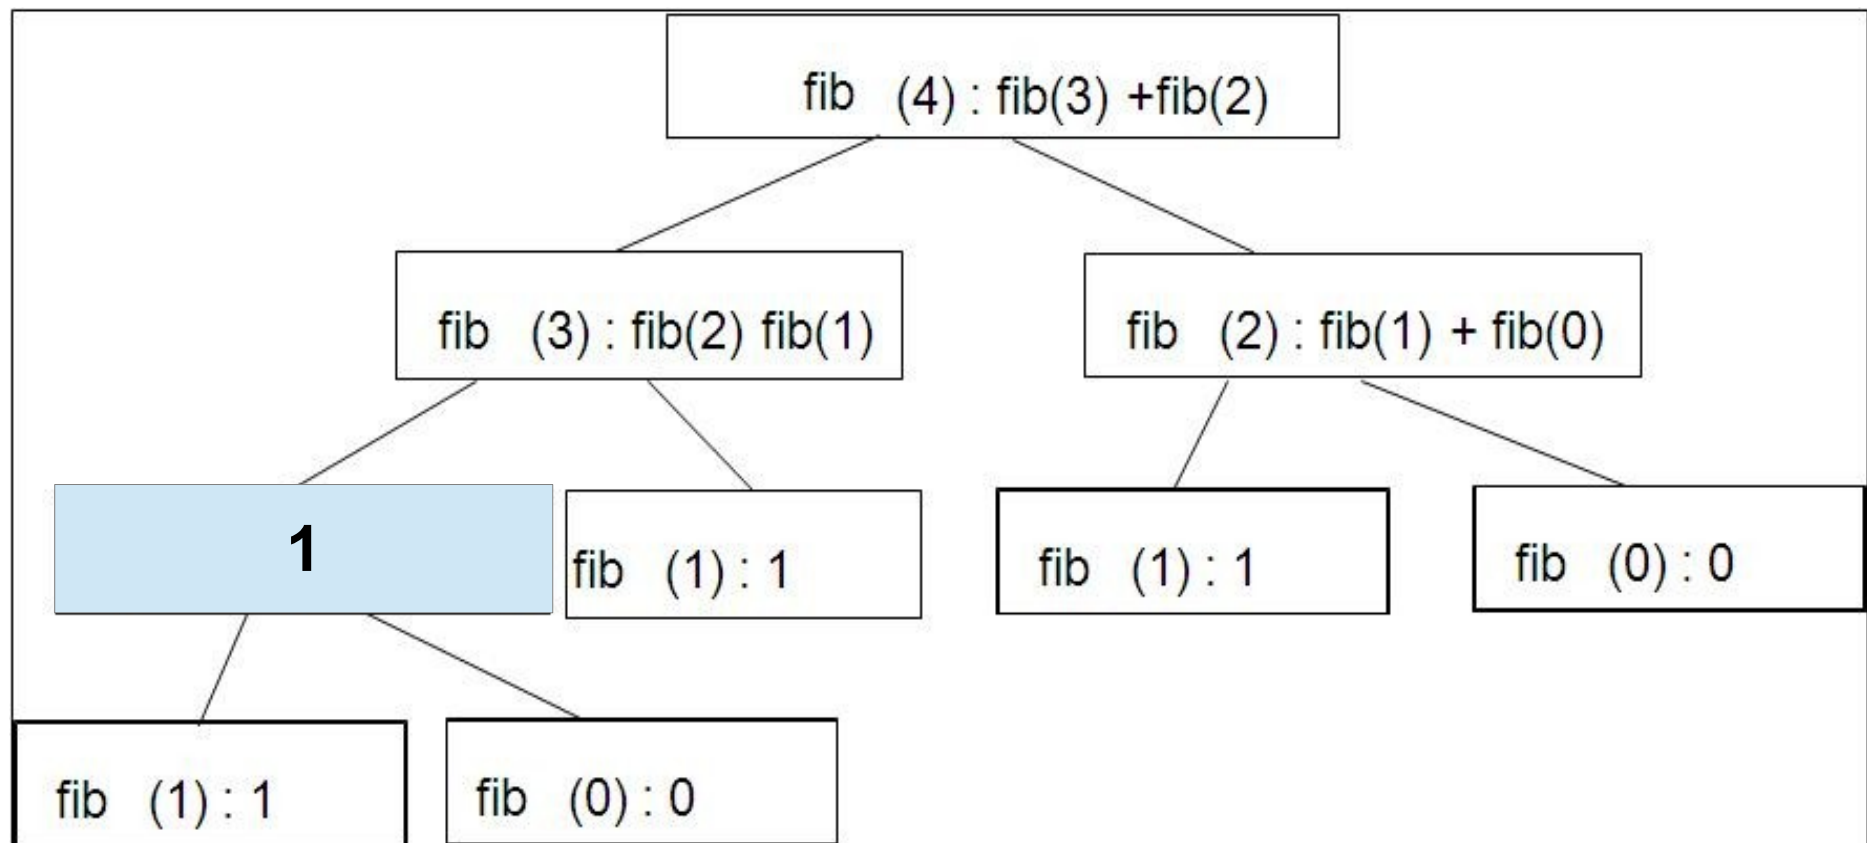 fib (4) : fib(3) +fib(2)
fib (3) : fib(2) fib(1)
fib (2) : fib(1) + fib(0)
1
fib (1) : 1
fib (1) : 1
fib (0) : 0
fib (1) : 1
fib (0) : 0